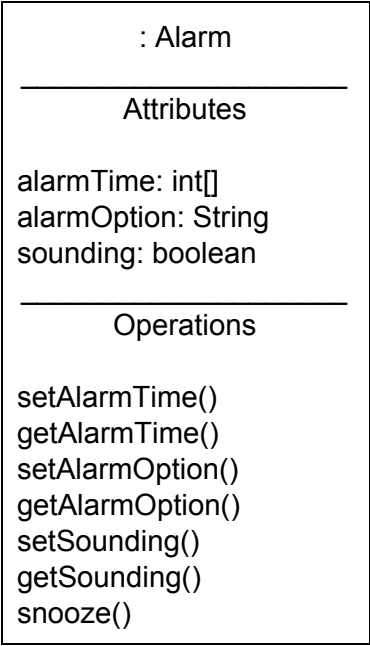 : Alarm
Attributes
alarmTime: int[]
alarmOption: String
sounding: boolean
Operations
setAlarmTime()
getAlarmTime()
setAlarmOption()
getAlarmOption()
setSounding()
getSounding()
snooze()